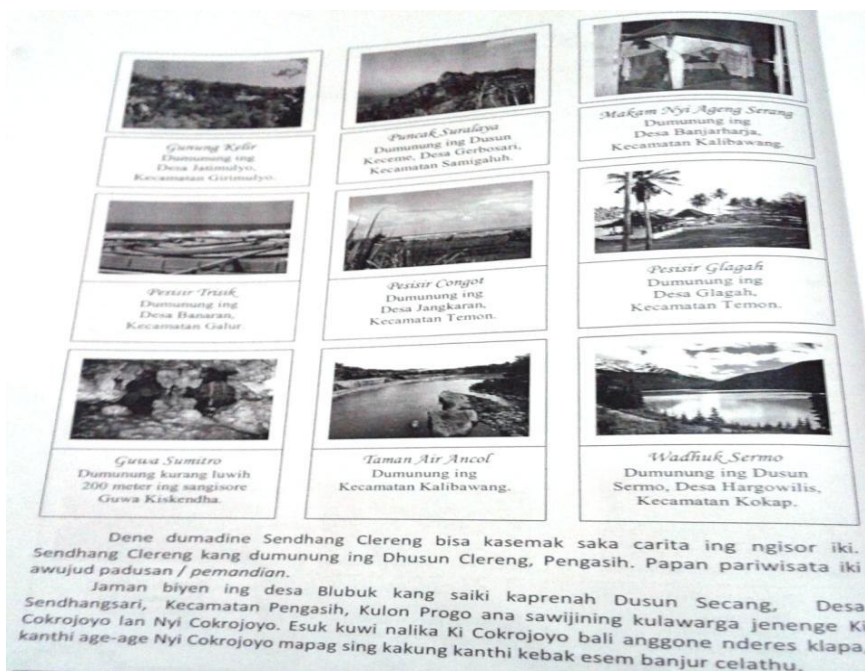 Gunung Kelir
Dumunung ing
Desa Jatimulyo,
Kecamatan Girimulyo.
Puncak Suralaya
Dumunung ing Dusun
Keceme, Desa Gerbosari,
Kecamatan Samigaluh.
Makam Nyi Ageng Serang
Dumunung ing
Desa Banjarharja,
Kecamatan Kalibawang.
Pesisir Trisik
Dumunung ing
Desa Banaran,
Kecamatan Galur.
Pesisir Congot
Dumunung ing
Desa Jangkaran,
Kecamatan Temon.
Pesisir Glagah
Dumunung ing
Desa Glagah,
Kecamatan Temon.
Guwa Sumitro
Dumunung kurang luwih
200 meter ing sangisore
Guwa Kiskendha.
Taman Air Ancol
Dumunung ing
Kecamatan Kalibawang.
Wadhuk Sermo
Dumunung ing Dusun
Sermo, Desa Hargowilis,
Kecamatan Kokap.
Dene dumadine Sendhang Clereng bisa kasemak saka carita ing ngisor iki.
Sendhang Clereng kang dumunung ing Dhusun Clereng, Pengasih. Papan pariwisata iki
awujud padusan / pemandian.
Jaman biyen ing desa Blubuk kang saiki kaprenah Dusun Secang, Desa
Sendhangsari, Kecamatan Pengasih, Kulon Progo ana sawijining kulawarga jenenge Ki
Cokrojoyo lan Nyi Cokrojoyo. Esuk kuwi nalika Ki Cokrojoyo bali anggone nderes klapa,
kanthi age-age Nyi Cokrojoyo mapag sing kakung kanthi kebak esem banjur celathu.